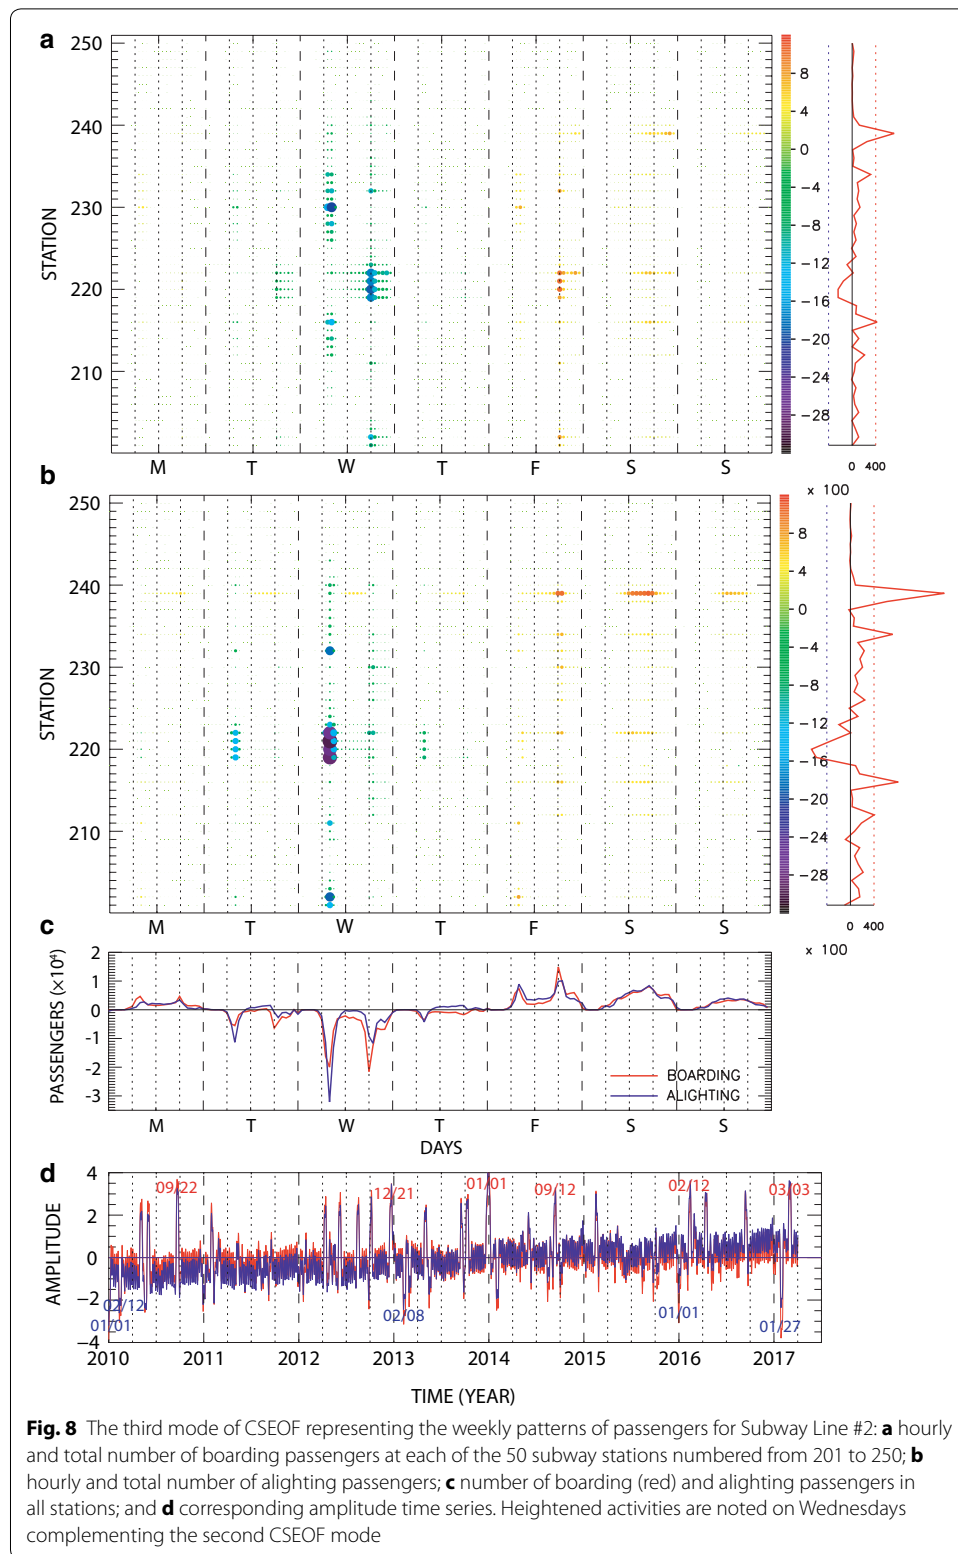 a
250
240
230
220
210
STATION
M T W T F S S
8
4
0
−4
−8
−12
−16
−20
−24
−28
0 400
x 100
b
250
240
230
220
210
STATION
M T W T F S S
8
4
0
−4
−8
−12
−16
−20
−24
−28
0 400
x 100
c
2
1
0
-1
-2
-3
PASSENGERS (×10⁴)
BOARDING
ALIGHTING
M T W T F S S
DAYS
d
4
2
0
−2
−4
AMPLITUDE
09/22
12/21
01/01
09/12
02/12
03/03
02/12
01/01
02/08
01/01
01/27
2010 2011 2012 2013 2014 2015 2016 2017
TIME (YEAR)
Fig. 8 The third mode of CSEOF representing the weekly patterns of passengers for Subway Line #2: a hourly
and total number of boarding passengers at each of the 50 subway stations numbered from 201 to 250; b
hourly and total number of alighting passengers; c number of boarding (red) and alighting passengers in
all stations; and d corresponding amplitude time series. Heightened activities are noted on Wednesdays
complementing the second CSEOF mode